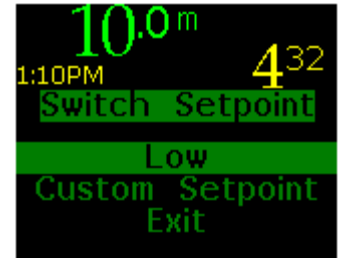 10.0 m
1:10PM 4 32
Switch Setpoint
Low
Custom Setpoint
Exit